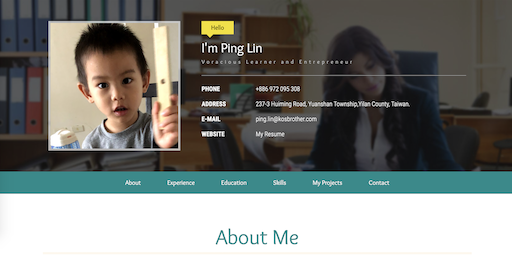 Hello
I'm Ping Lin
Voracious Learner and Entrepreneur
PHONE +886 972 095 308
ADDRESS 237-3 Huiming Road, Yuanshan Township,Yilan County, Taiwan.
E-MAIL ping.lin@kosbrother.com
WEBSITE My Resume
About Experience Education Skills My Projects Contact
About Me